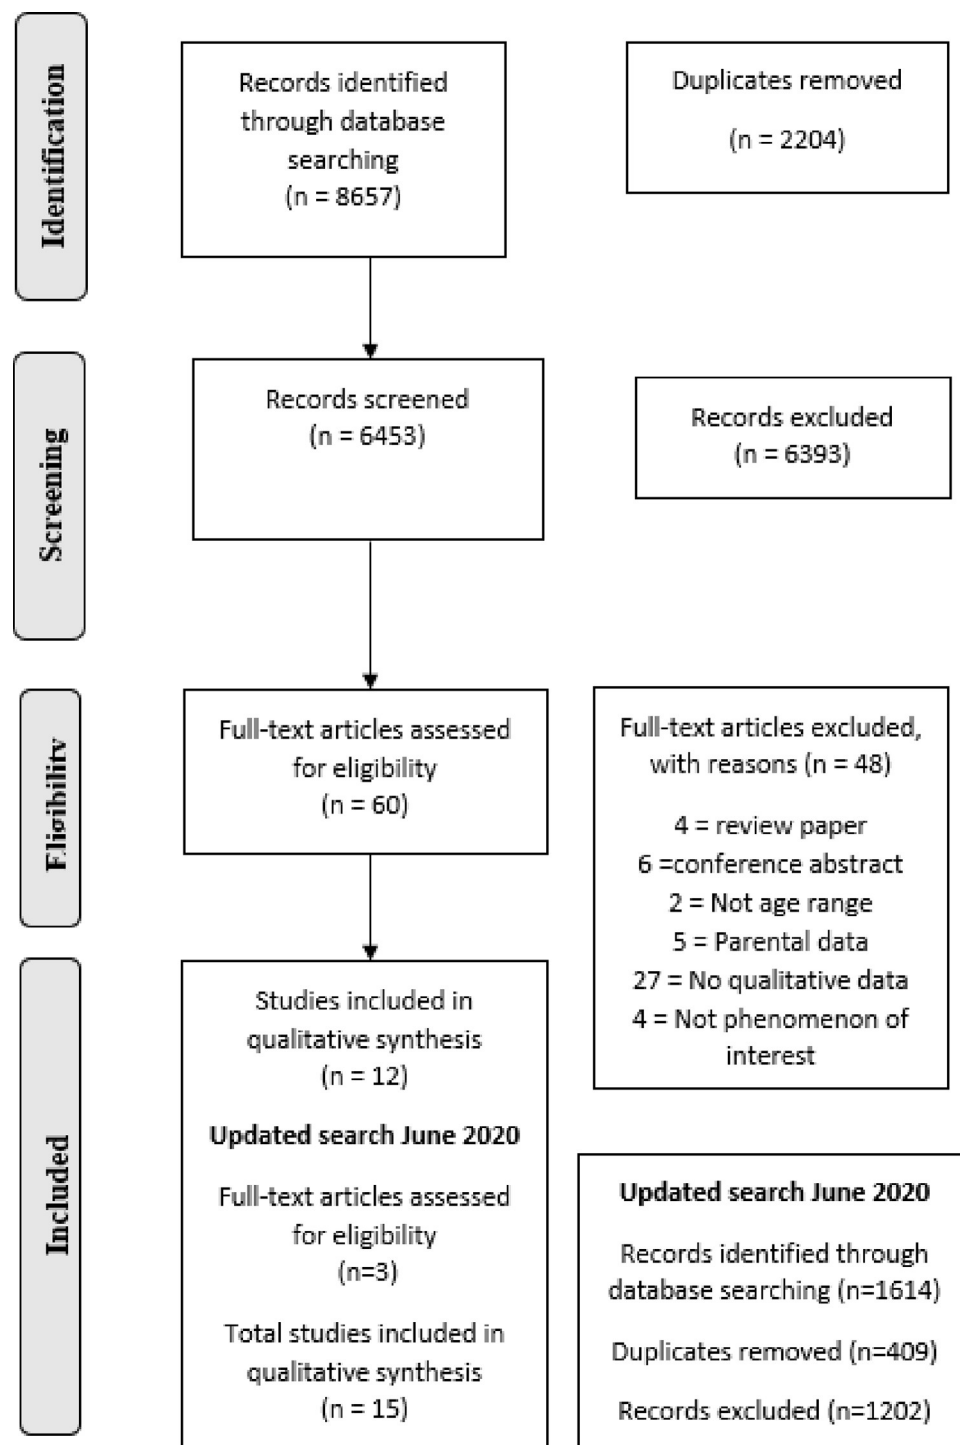 Identification
Records identified
through database
searching
(n = 8657)
Duplicates removed
(n = 2204)
Screening
Records screened
(n = 6453)
Records excluded
(n = 6393)
Eligibility
Full-text articles assessed
for eligibility
(n = 60)
Full-text articles excluded,
with reasons (n = 48)
4 = review paper
6 =conference abstract
2 = Not age range
5 = Parental data
27 = No qualitative data
4 = Not phenomenon of
interest
Included
Studies included in
qualitative synthesis
(n = 12)
Updated search June 2020
Full-text articles assessed
for eligibility
(n=3)
Total studies included in
qualitative synthesis
(n = 15)
Updated search June 2020
Records identified through
database searching (n=1614)
Duplicates removed (n=409)
Records excluded (n=1202)